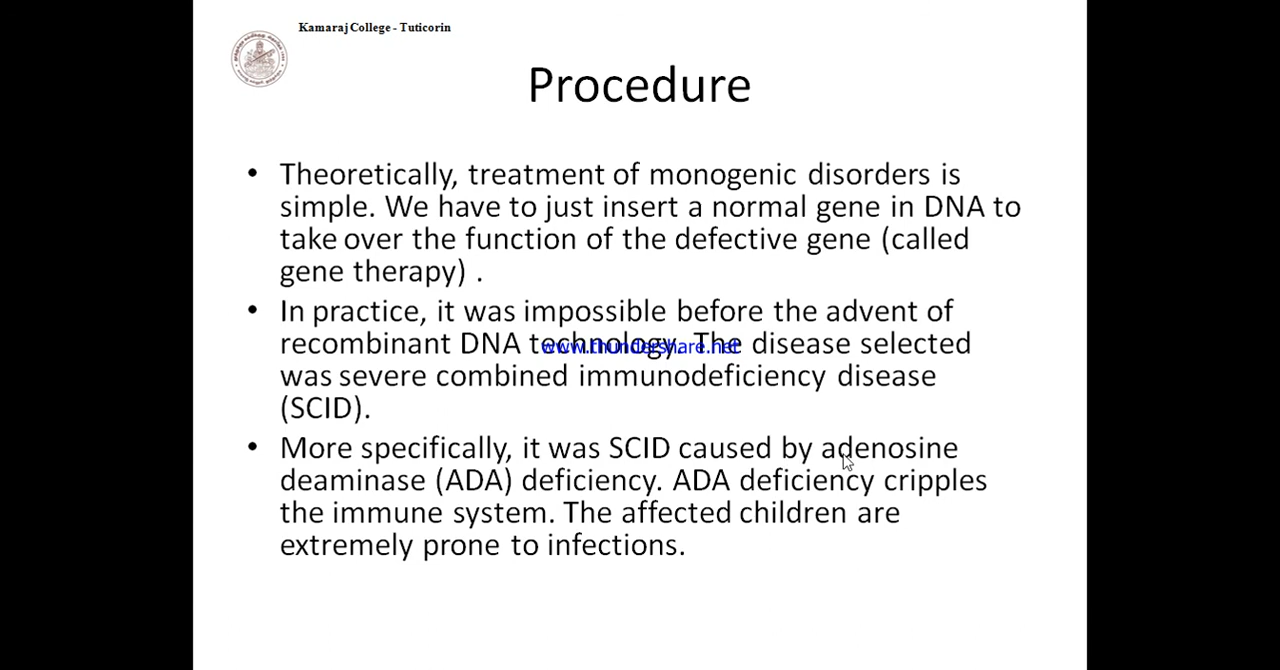 Kamaraj College - Tuticorin
Procedure
• Theoretically, treatment of monogenic disorders is
simple. We have to just insert a normal gene in DNA to
take over the function of the defective gene (called
gene therapy) .
• In practice, it was impossible before the advent of
recombinant DNA technology. The disease selected
www.thundershare.net
was severe combined immunodeficiency disease
(SCID).
• More specifically, it was SCID caused by adenosine
deaminase (ADA) deficiency. ADA deficiency cripples
the immune system. The affected children are
extremely prone to infections.